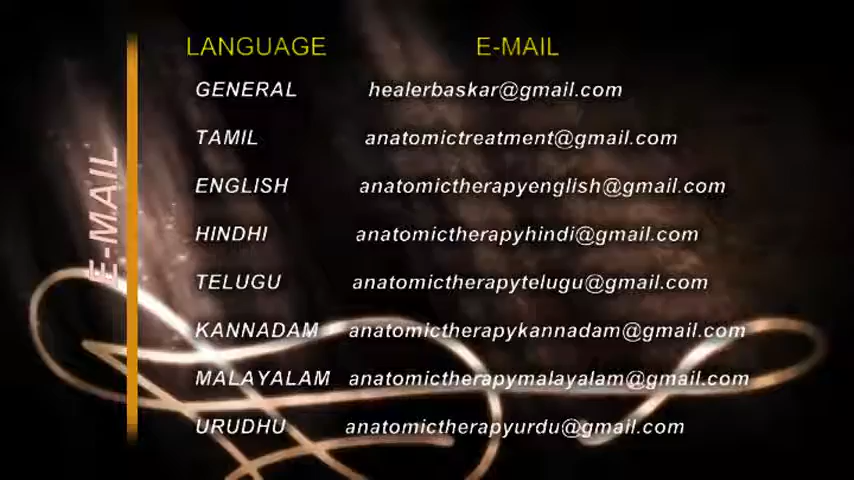 LANGUAGE E-MAIL
GENERAL healerbaskar@gmail.com
TAMIL anatomictreatment@gmail.com
ENGLISH anatomictherapyenglish@gmail.com
HINDHI anatomictherapyhindi@gmail.com
TELUGU anatomictherapytelugu@gmail.com
KANNADAM anatomictherapykannadam@gmail.com
MALAYALAM anatomictherapymalayalam@gmail.com
URUDHU anatomictherapyurdu@gmail.com
E-MAIL